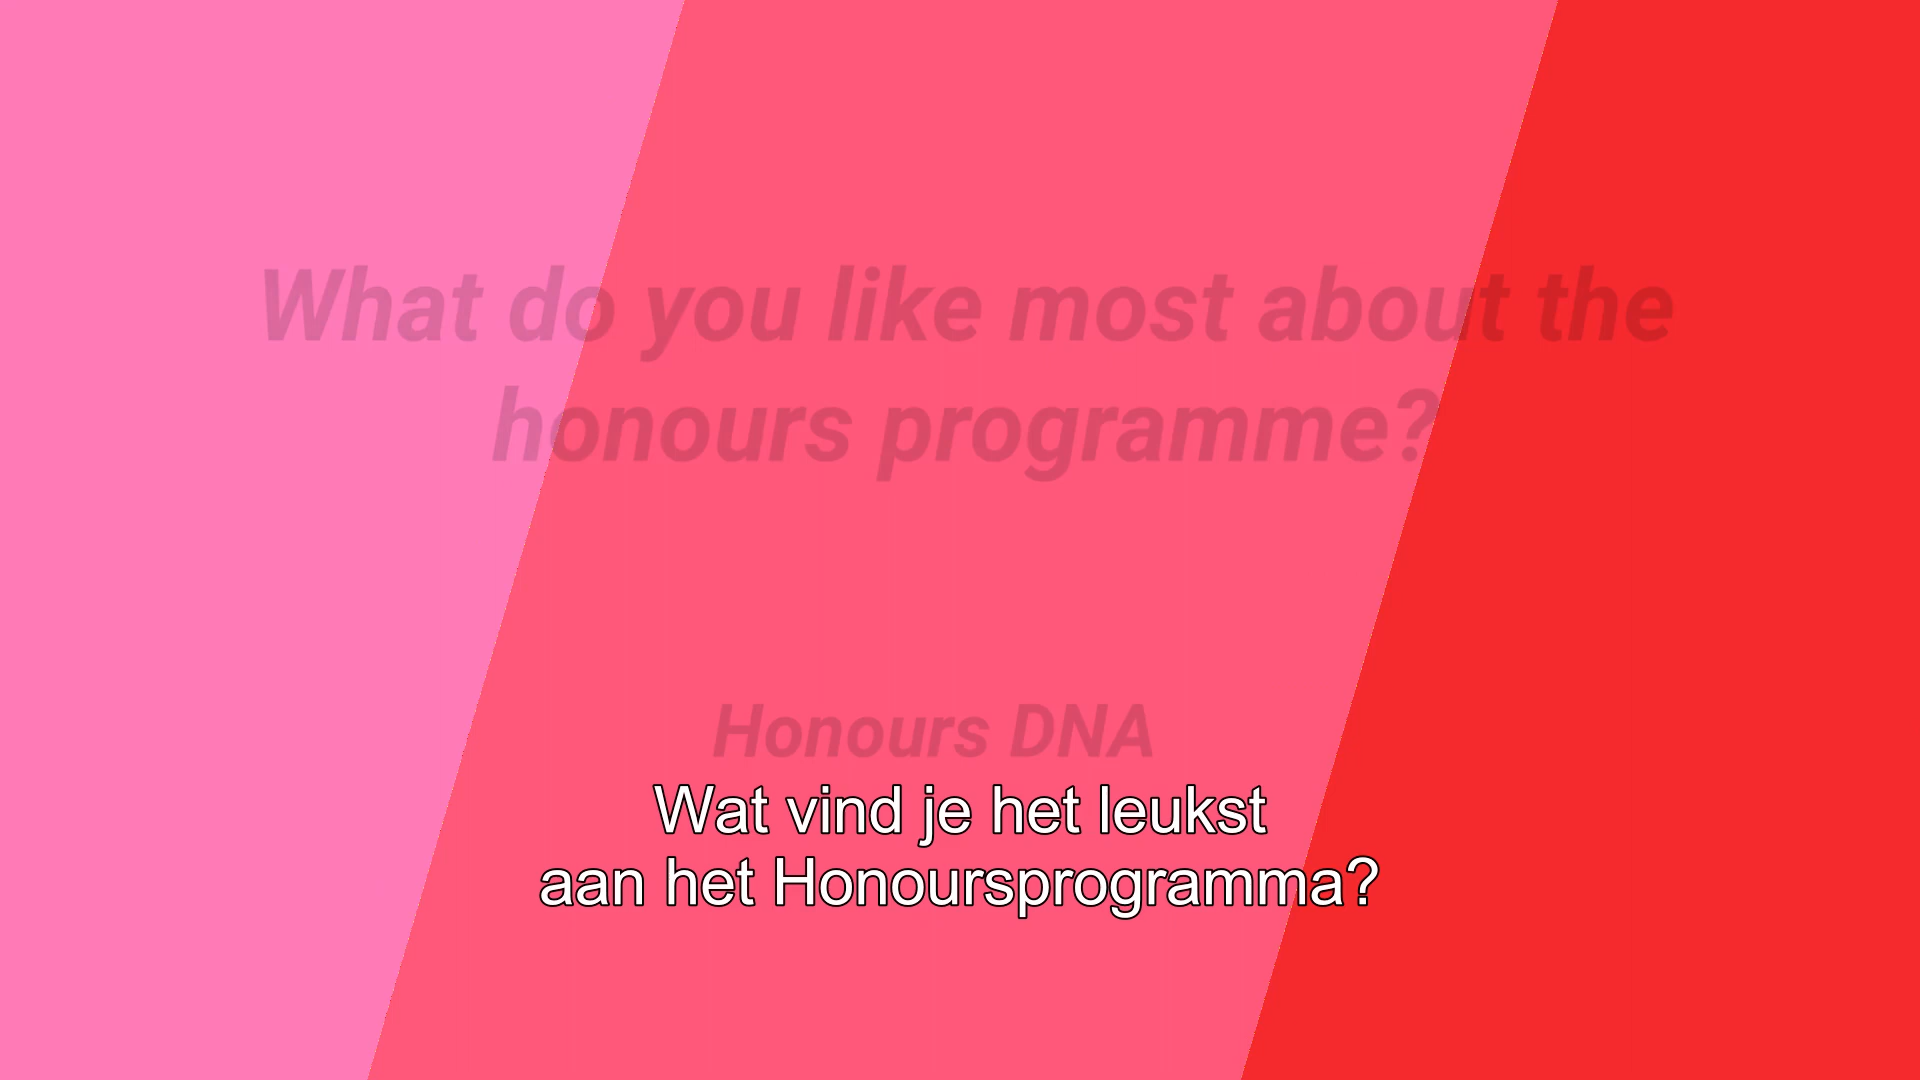 What do you like most about the
honours programme?
Honours DNA
Wat vind je het leukst
aan het Honoursprogramma?